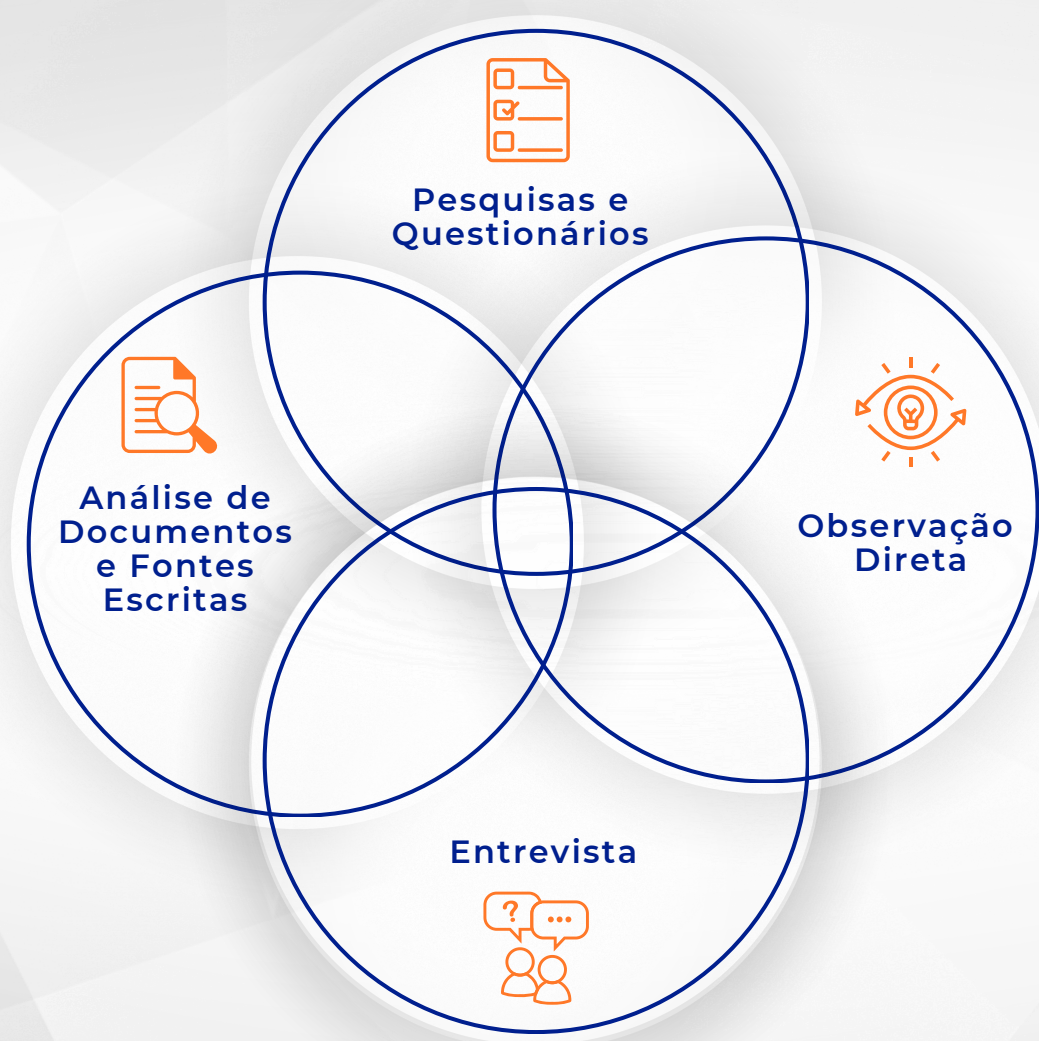 Pesquisas e
Questionários
Análise de
Documentos
e Fontes
Escritas
Observação
Direta
Entrevista
?
...